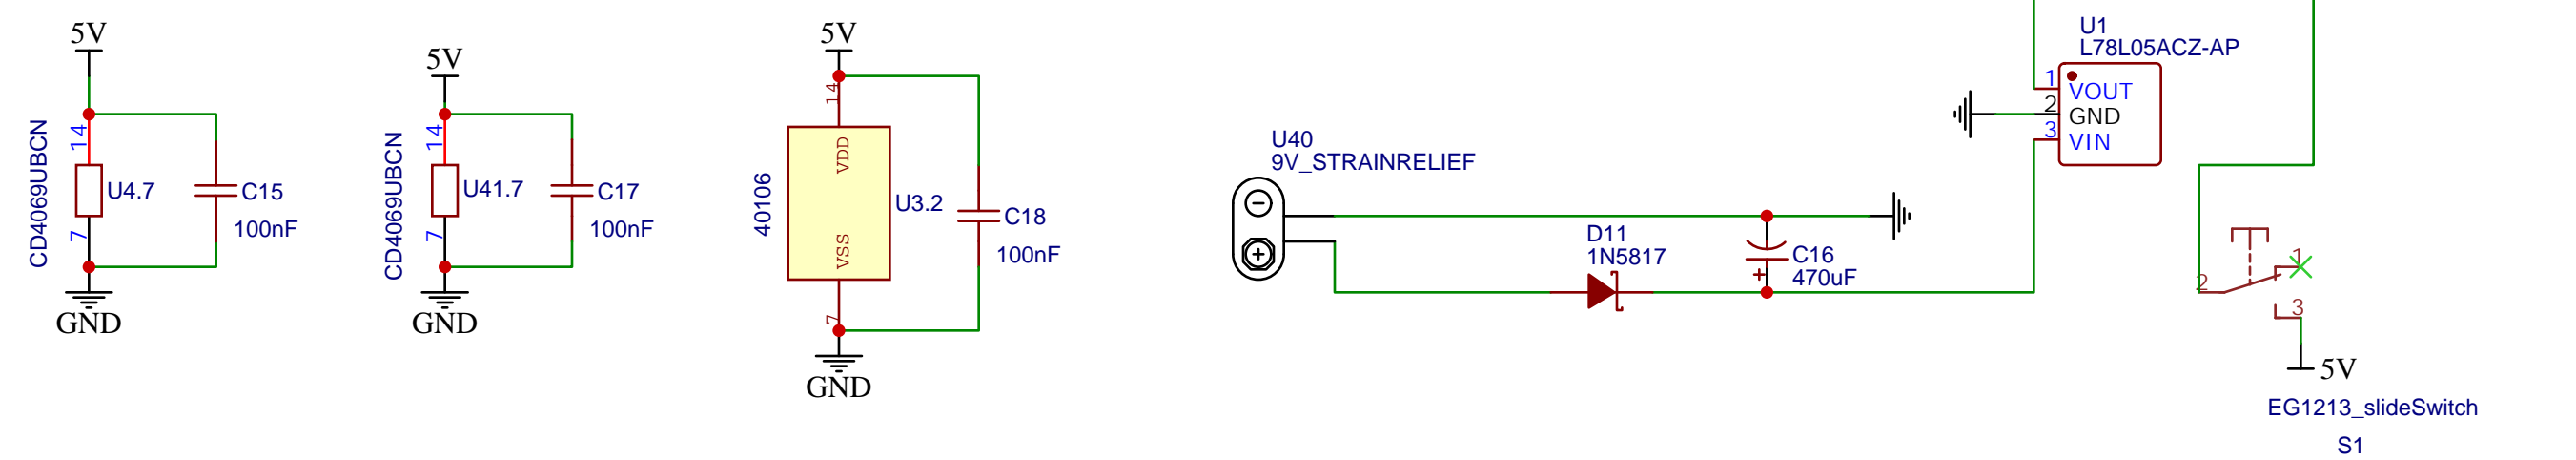 5V
14
CD4069UBCN
U4.7
C15
100nF
7
GND
5V
14
CD4069UBCN
U41.7
C17
100nF
7
GND
5V
14
VDD
40106
U3.2
VSS
C18
100nF
7
GND
U40
9V_STRAINRELIEF
−
+
D11
1N5817
C16
+
470uF
U1
L78L05ACZ-AP
1
VOUT
2
GND
3
VIN
1
2
3
5V
EG1213_slideSwitch
S1